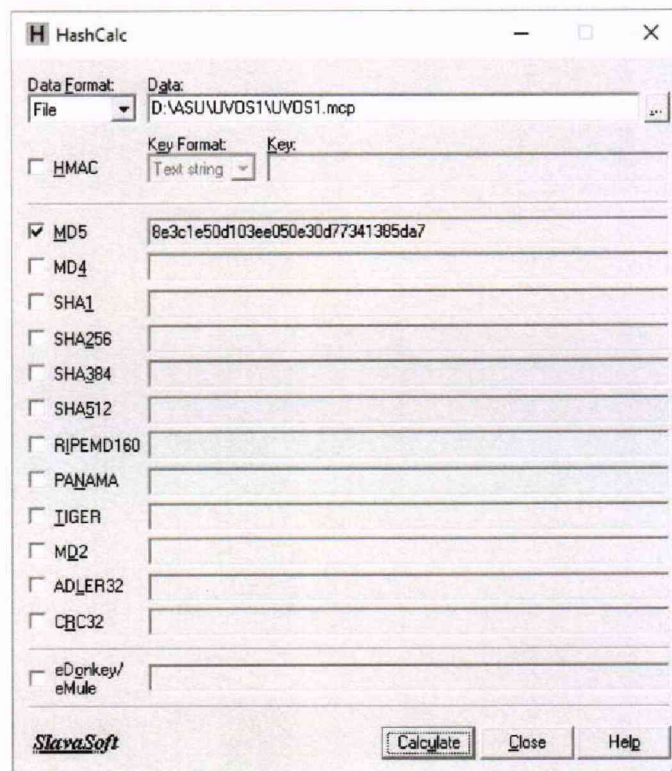 HashCalc
Data Format:
Data:
File
D:\ASU\UVOS1\UVOS1.mcp
...
HMAC
Key Format:
Key:
Text string
MD5
8e3c1e50d103ee050e30d77341385da7
MD4
SHA1
SHA256
SHA384
SHA512
RIPEMD160
PANAMA
TIGER
MD2
ADLER32
CRC32
eDonkey/
eMule
SlavaSoft
Calculate
Close
Help